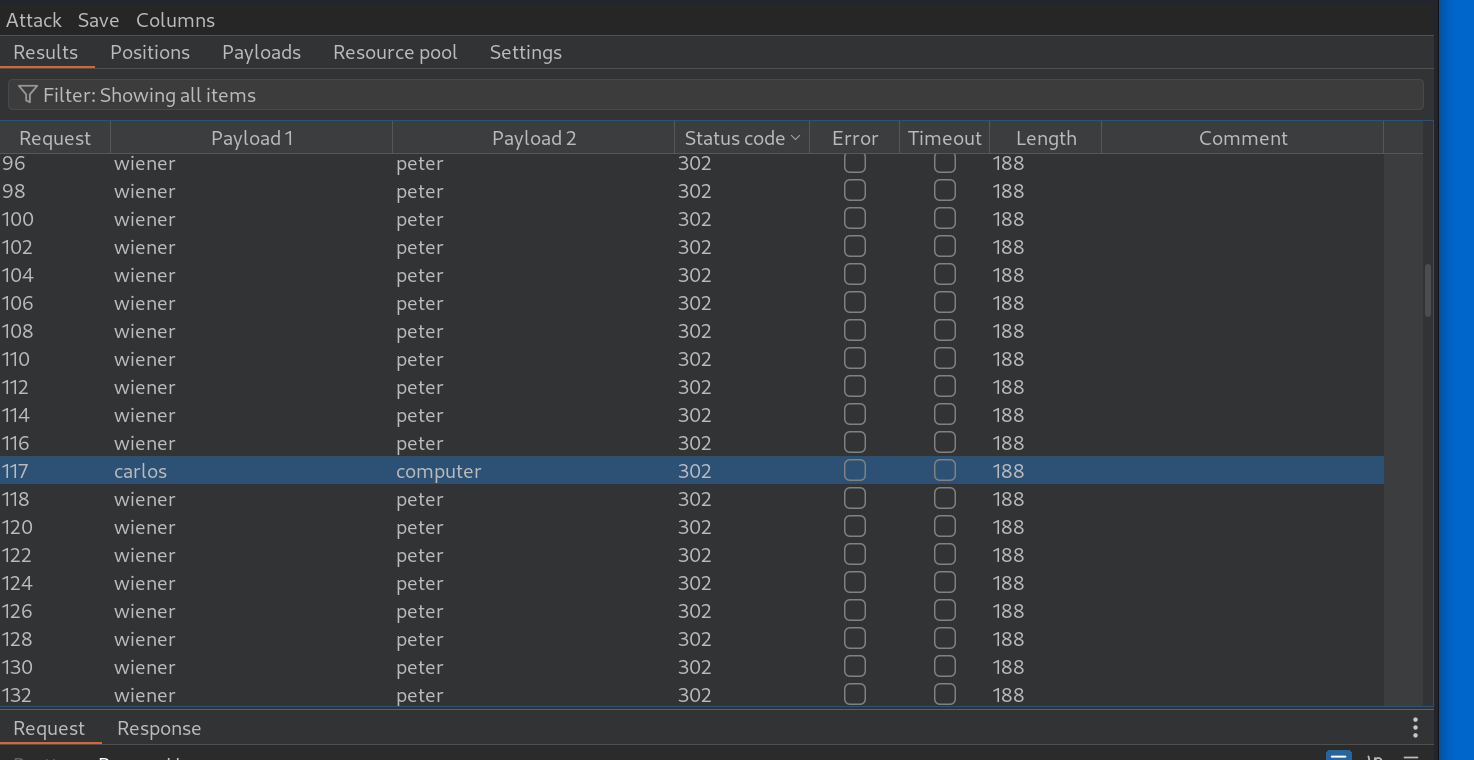 Attack Save Columns
Results Positions Payloads Resource pool Settings
Filter: Showing all items
Request Payload 1 Payload 2 Status code Error Timeout Length Comment
96 wiener peter 302 188
98 wiener peter 302 188
100 wiener peter 302 188
102 wiener peter 302 188
104 wiener peter 302 188
106 wiener peter 302 188
108 wiener peter 302 188
110 wiener peter 302 188
112 wiener peter 302 188
114 wiener peter 302 188
116 wiener peter 302 188
117 carlos computer 302 188
118 wiener peter 302 188
120 wiener peter 302 188
122 wiener peter 302 188
124 wiener peter 302 188
126 wiener peter 302 188
128 wiener peter 302 188
130 wiener peter 302 188
132 wiener peter 302 188
Request Response